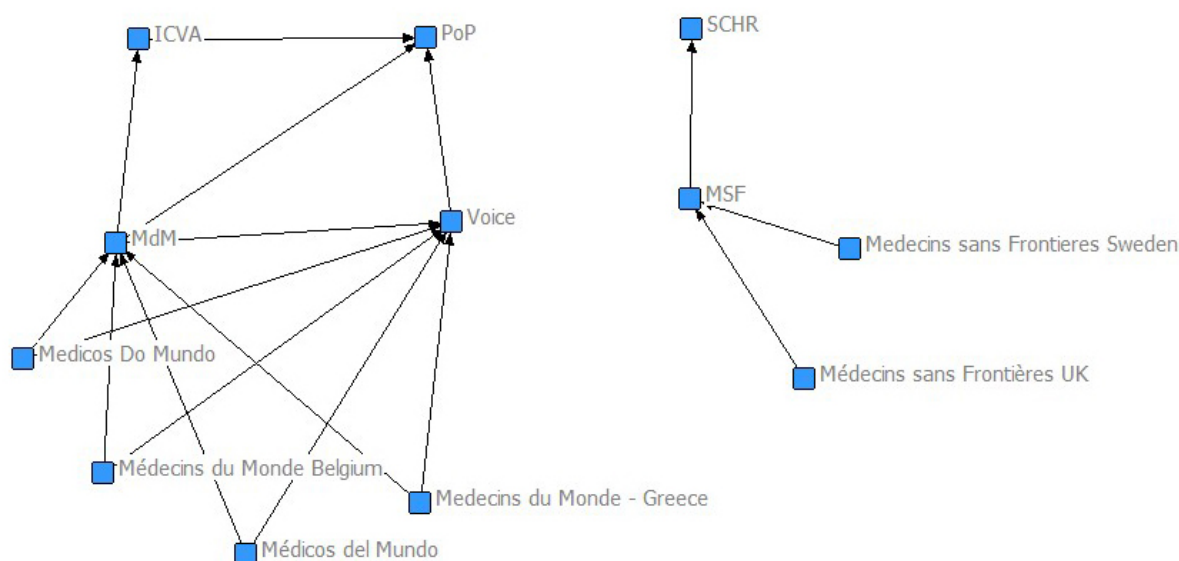 ICVA
PoP
SCHR
MSF
Voice
MdM
Medecins sans Frontieres Sweden
Medicos Do Mundo
Médecins sans Frontières UK
Médecins du Monde Belgium
Medecins du Monde - Greece
Médicos del Mundo